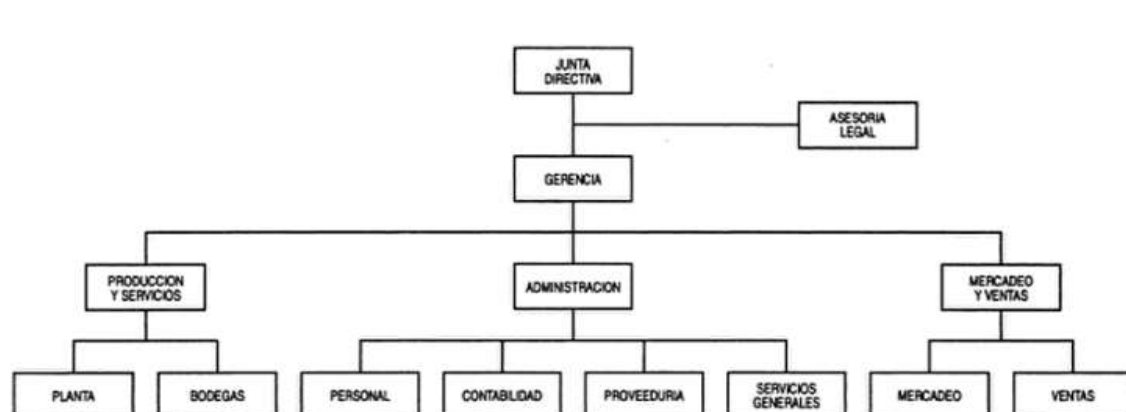 JUNTA
DIRECTIVA
ASESORIA
LEGAL
GERENCIA
PRODUCCION
Y SERVICIOS
ADMINISTRACION
MERCADEO
Y VENTAS
PLANTA
BODEGAS
PERSONAL
CONTABILIDAD
PROVEEDURIA
SERVICIOS
GENERALES
MERCADEO
VENTAS